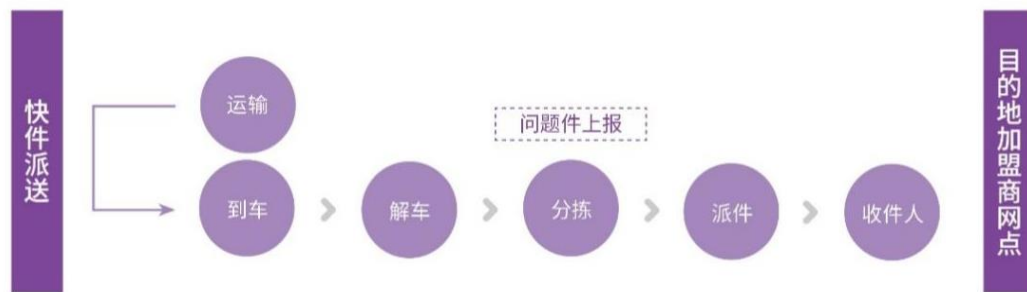 快件派送
运输
问题件上报
到车
解车
分拣
派件
收件人
目的地加盟商网点